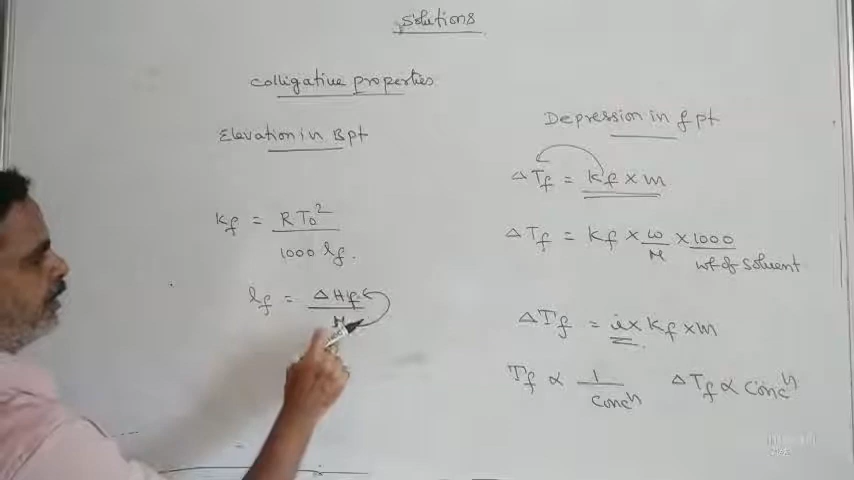 Solutions
Colligative properties
Elevation in Bpt
Kf = RT0² / 1000 lf.
lf = ΔHf / M
Depression in f pt
ΔTf = Kf × m
ΔTf = Kf × w/M × 1000 / wt of solvent
ΔTf = i × Kf × m
Tf ∝ 1 / Concⁿ ΔTf ∝ Concⁿ